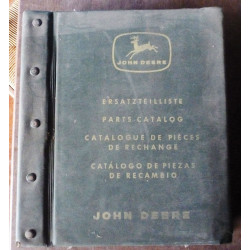 JOHN DEERE
ERSATZTEILLISTE
PARTS-CATALOG
CATALOGUE DE PIÈCES
DE RECHANGE
CATÁLOGO DE PIEZAS
DE RECAMBIO
JOHN DEERE